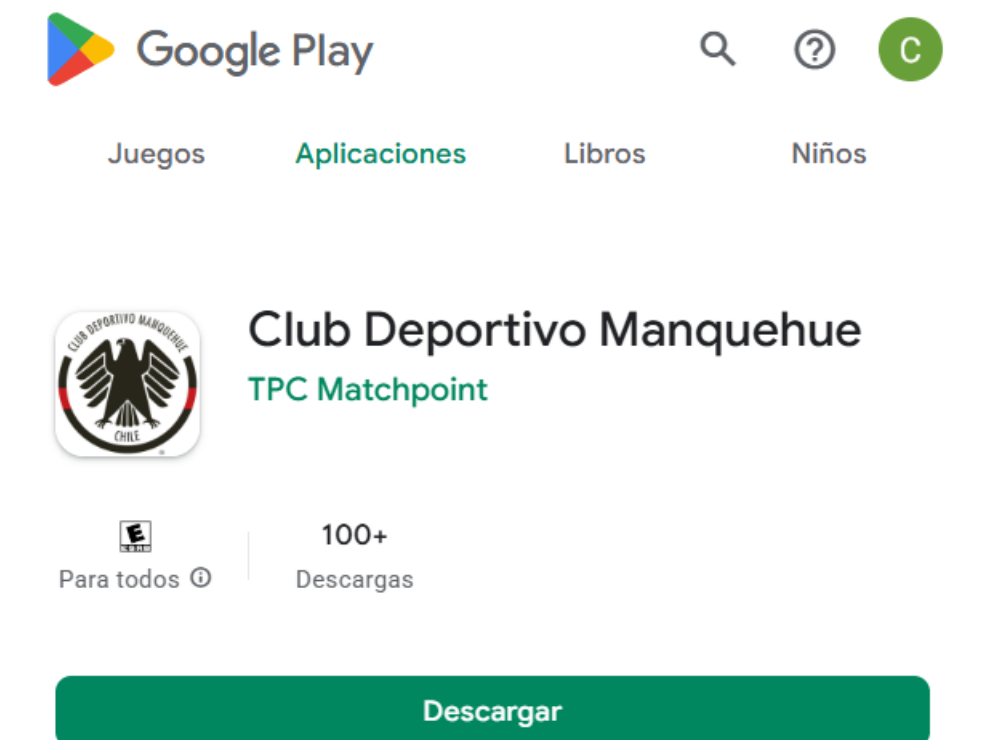 Google Play
C
Juegos Aplicaciones Libros Niños
CLUB DEPORTIVO MANQUEHUE
CHILE
Club Deportivo Manquehue
TPC Matchpoint
E
100+
Para todos
Descargas
Descargar